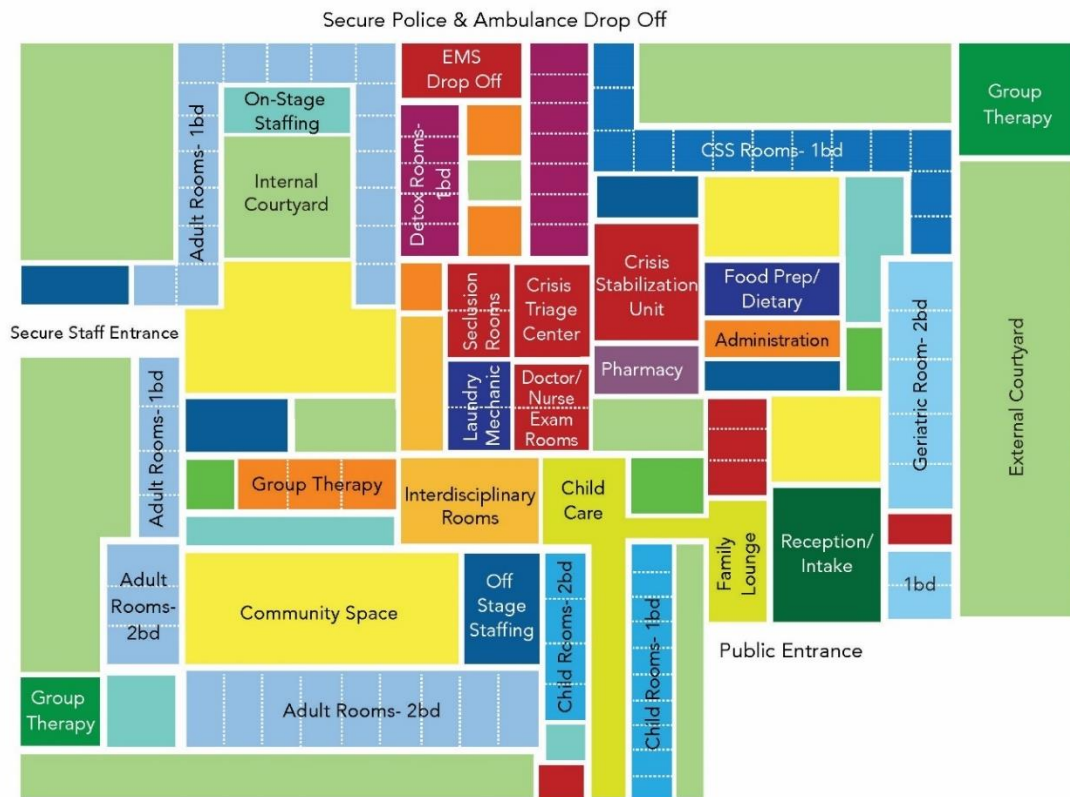 Secure Police & Ambulance Drop Off
EMS
Drop Off
Group
Therapy
On-Stage
Staffing
Adult Rooms- 1bd
Detox Rooms-
1bd
CSS Rooms- 1bd
Internal
Courtyard
Seclusion
Rooms
Crisis
Triage
Center
Crisis
Stabilization
Unit
Food Prep/
Dietary
Secure Staff Entrance
Administration
Geriatric Room- 2bd
External Courtyard
Adult Rooms- 1bd
Laundry
Mechanic
Doctor/
Nurse
Exam
Rooms
Pharmacy
Group Therapy
Interdisciplinary
Rooms
Child
Care
Family
Lounge
Reception/
Intake
Adult
Rooms-
2bd
Community Space
Off
Stage
Staffing
Child Rooms- 2bd
Child Rooms- 1bd
1bd
Public Entrance
Group
Therapy
Adult Rooms- 2bd